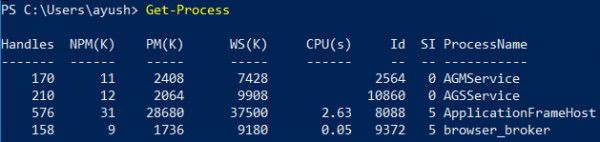 PS C:\Users\ayush> Get-Process
Handles NPM(K) PM(K) WS(K) CPU(s) Id SI ProcessName
------- ------ ----- ----- ------ -- -- -----------
170 11 2408 7428 2564 0 AGMService
210 12 2064 9908 10860 0 AGSService
576 31 28680 37500 2.63 8088 5 ApplicationFrameHost
158 9 1736 9180 0.05 9372 5 browser_broker